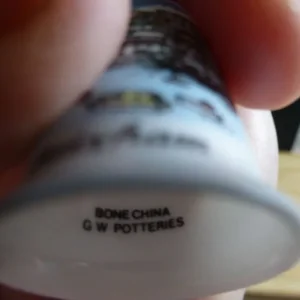 BONE CHINA
G W POTTERIES